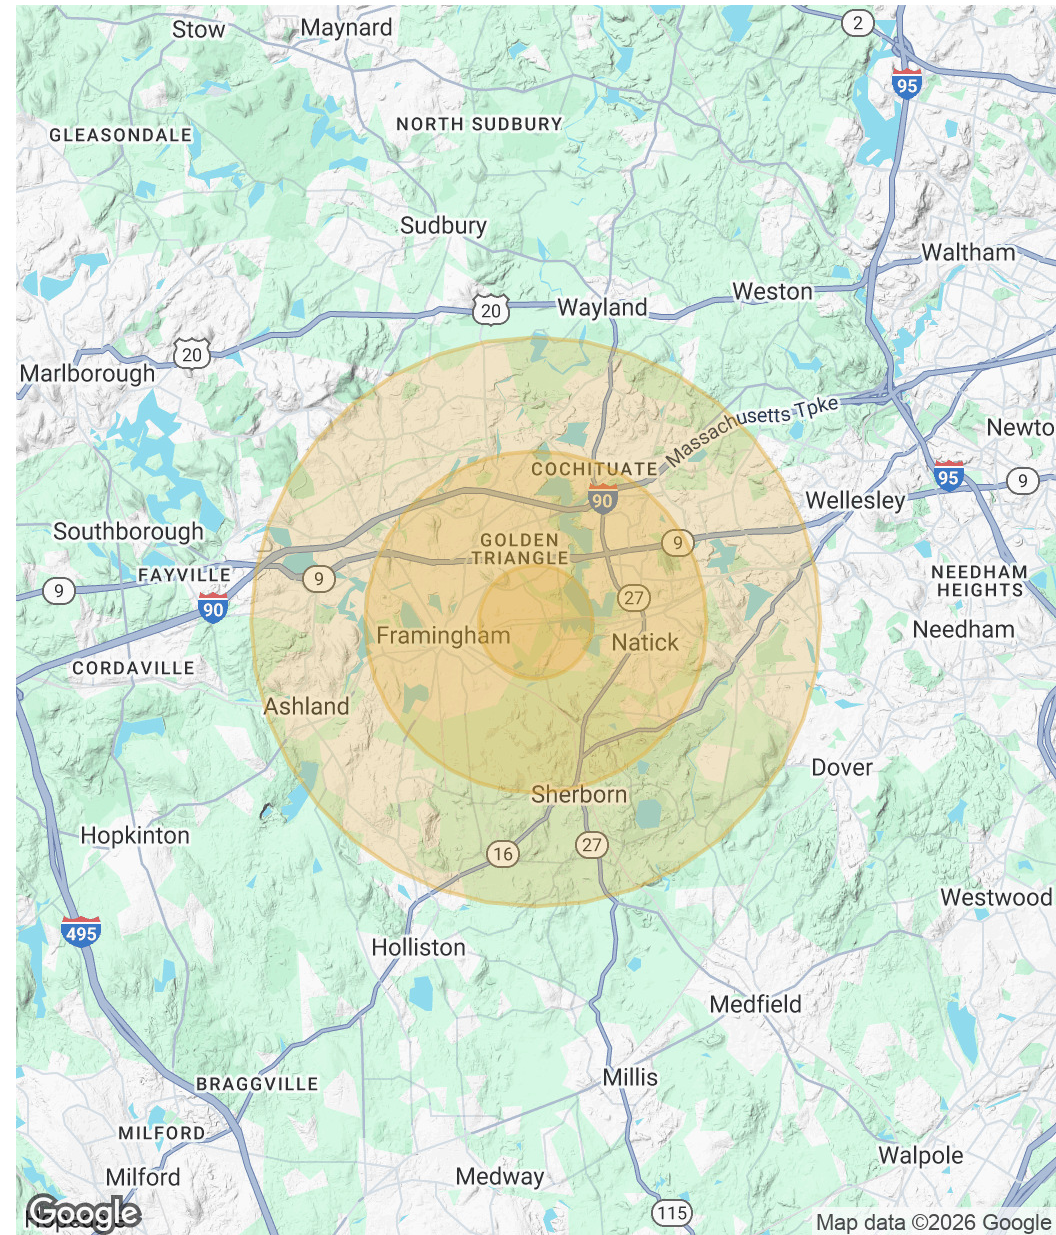 Stow
Maynard
2
95
GLEASONDALE
NORTH SUDBURY
Sudbury
Waltham
Weston
Wayland
20
20
Marlborough
Massachusetts Tpke
Newto
COCHITUATE
95
9
90
Wellesley
Southborough
GOLDEN
TRIANGLE
9
FAYVILLE
9
NEEDHAM
HEIGHTS
9
90
27
Framingham
Natick
Needham
CORDAVILLE
Ashland
Dover
Sherborn
Hopkinton
27
16
Westwood
495
Holliston
Medfield
Millis
BRAGGVILLE
MILFORD
Walpole
Milford
Medway
115
Google
Map data ©2026 Google